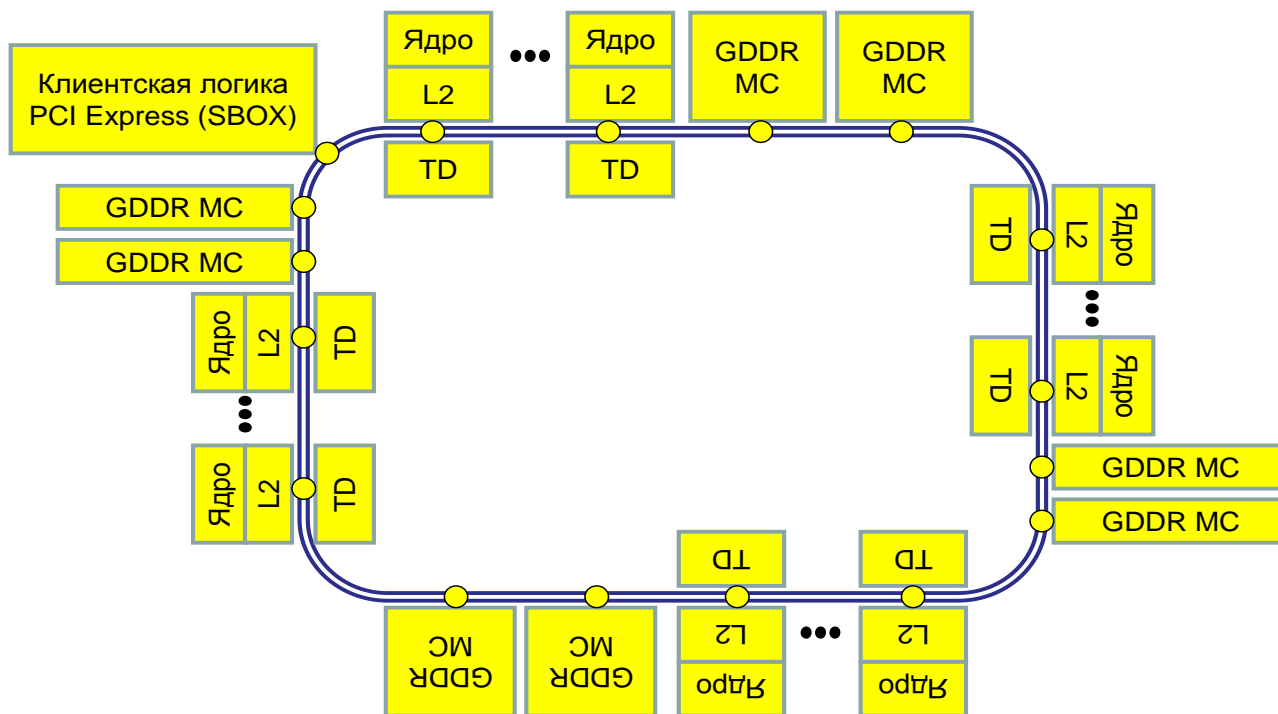 Клиентская логика
PCI Express (SBOX)
Ядро
L2
TD
Ядро
L2
TD
GDDR
MC
GDDR
MC
GDDR MC
GDDR MC
Ядро
L2
TD
Ядро
L2
TD
TD
L2
Ядро
TD
L2
Ядро
GDDR MC
GDDR MC
GDDR
MC
GDDR
MC
TD
L2
Ядро
TD
L2
Ядро